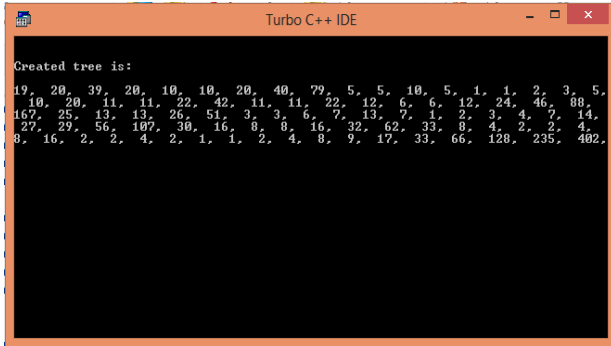 Turbo C++ IDE
Created tree is:
19, 20, 39, 20, 10, 10, 20, 40, 79, 5, 5, 10, 5, 1, 1, 2, 3, 5,
10, 20, 11, 11, 22, 42, 11, 11, 22, 12, 6, 6, 12, 24, 46, 88,
167, 25, 13, 13, 26, 51, 3, 3, 6, 7, 13, 7, 1, 2, 3, 4, 7, 14,
27, 29, 56, 107, 30, 16, 8, 8, 16, 32, 62, 33, 8, 4, 2, 2, 4,
8, 16, 2, 2, 4, 2, 1, 1, 2, 4, 8, 9, 17, 33, 66, 128, 235, 402,